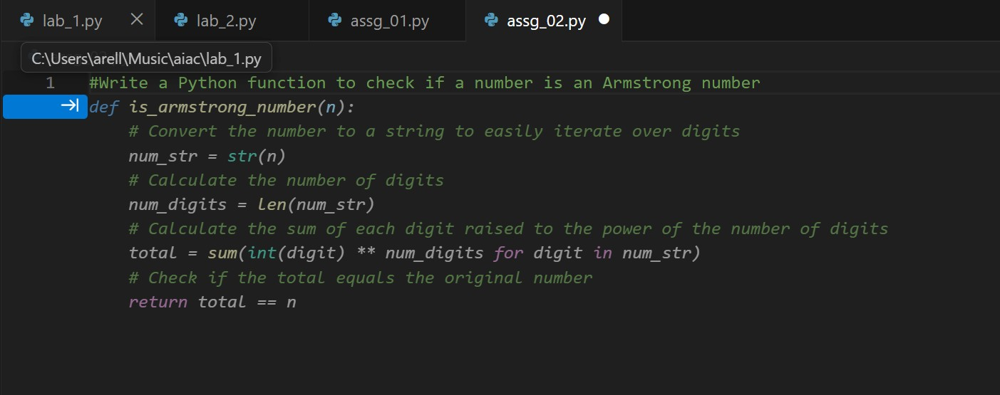 lab_1.py
lab_2.py
assg_01.py
assg_02.py
C:\Users\arell\Music\aiac\lab_1.py
1 #Write a Python function to check if a number is an Armstrong number
def is_armstrong_number(n):
    # Convert the number to a string to easily iterate over digits
    num_str = str(n)
    # Calculate the number of digits
    num_digits = len(num_str)
    # Calculate the sum of each digit raised to the power of the number of digits
    total = sum(int(digit) ** num_digits for digit in num_str)
    # Check if the total equals the original number
    return total == n